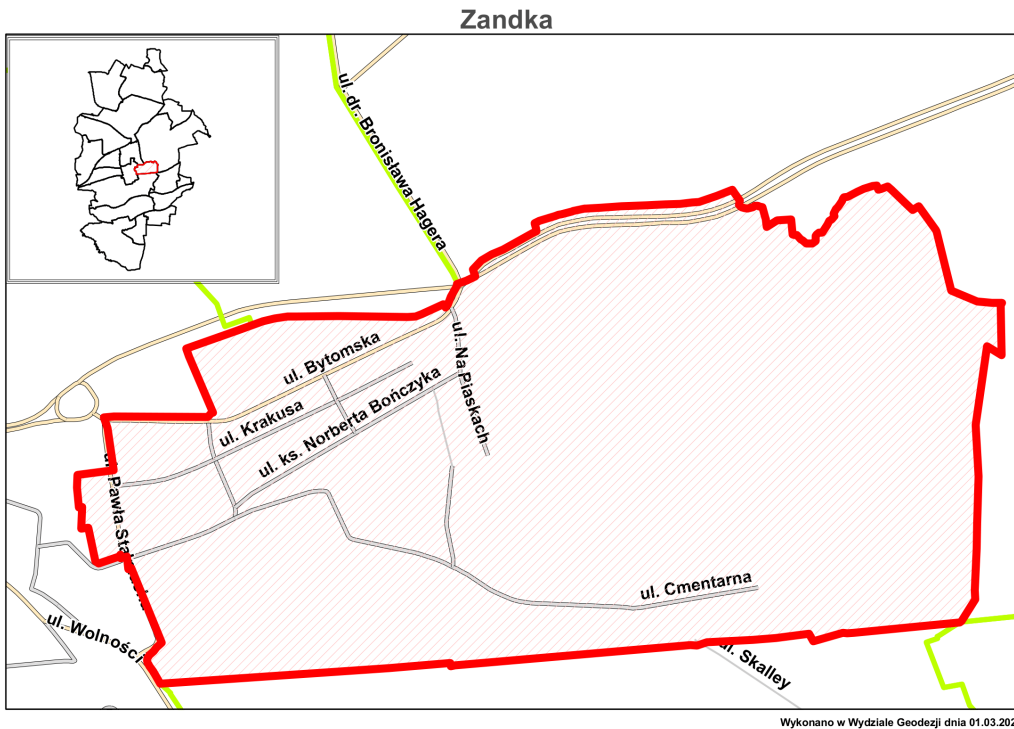 Zandka
ul. dr. Bronisława Hagera
ul. Bytomska
ul. Na Piaskach
ul. Krakusa
ul. ks. Norberta Bończyka
ul. Pawła
ul. Cmentarna
ul. Wolności
ul. Skalley
Wykonano w Wydziale Geodezji dnia 01.03.202